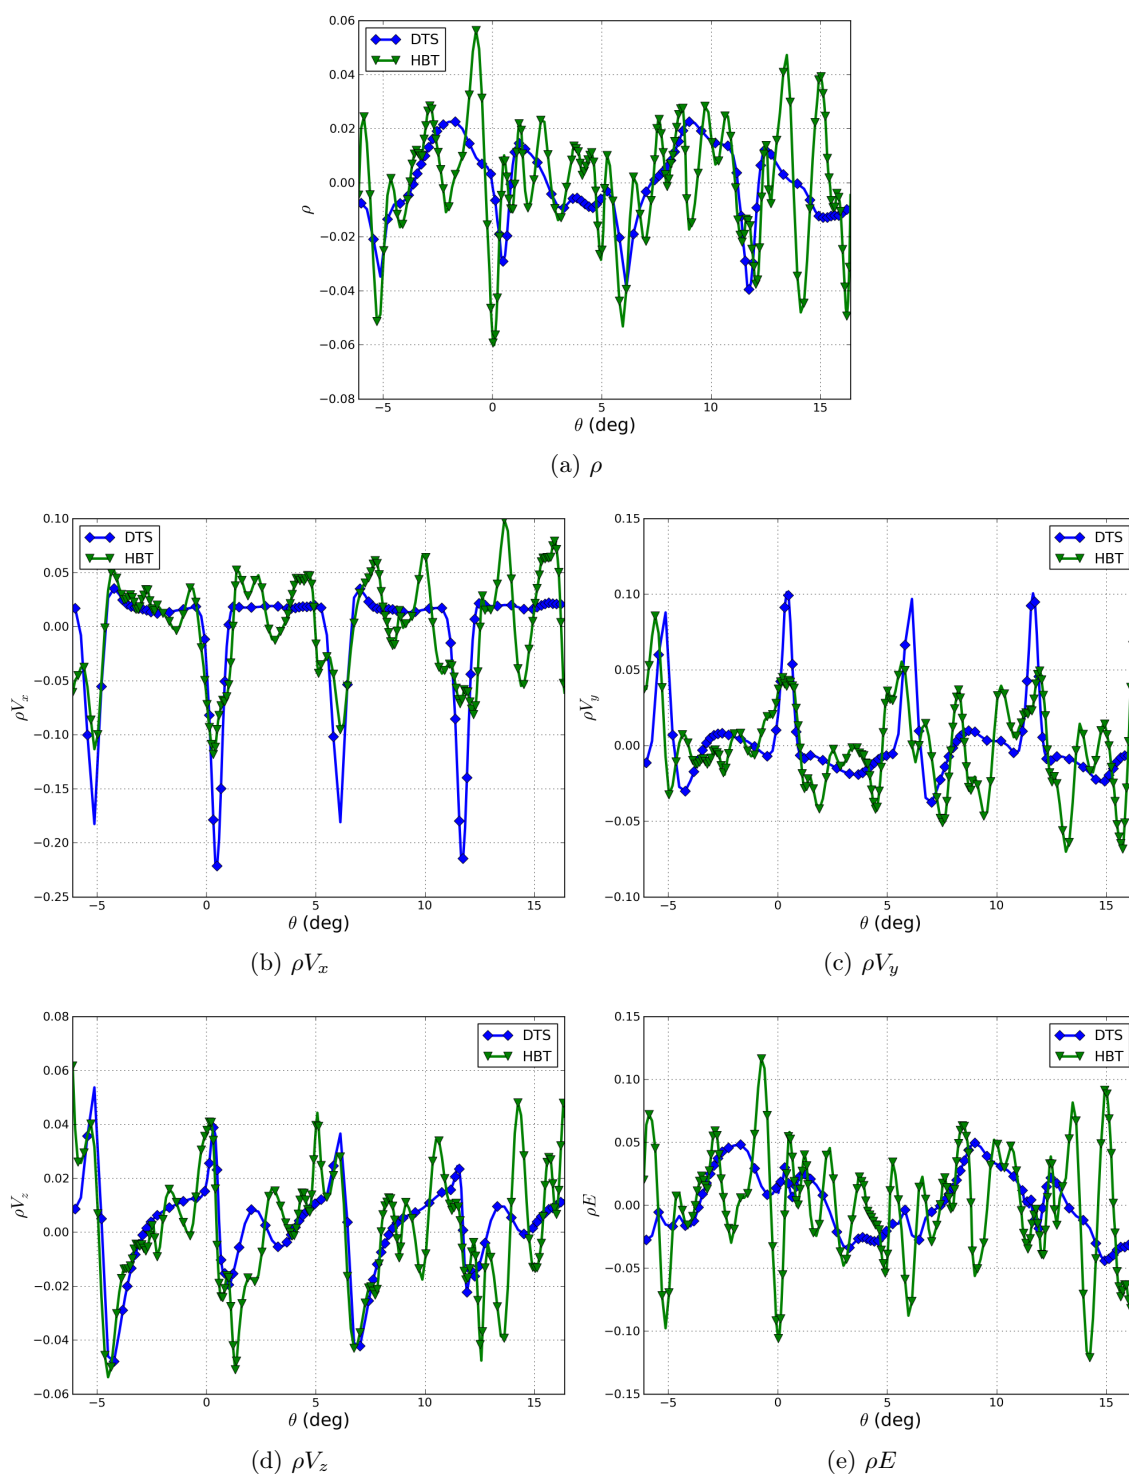 0.06
0.04
0.02
0.00
−0.02
−0.04
−0.06
−0.08
ρ
DTS
HBT
−5 0 5 10 15
θ (deg)
(a) ρ
0.10
0.05
0.00
−0.05
−0.10
−0.15
−0.20
−0.25
ρVx
DTS
HBT
−5 0 5 10 15
θ (deg)
(b) ρVx
0.15
0.10
0.05
0.00
−0.05
−0.10
ρVy
DTS
HBT
−5 0 5 10 15
θ (deg)
(c) ρVy
0.08
0.06
0.04
0.02
0.00
−0.02
−0.04
−0.06
ρVz
DTS
HBT
−5 0 5 10 15
θ (deg)
(d) ρVz
0.15
0.10
0.05
0.00
−0.05
−0.10
−0.15
ρE
DTS
HBT
−5 0 5 10 15
θ (deg)
(e) ρE